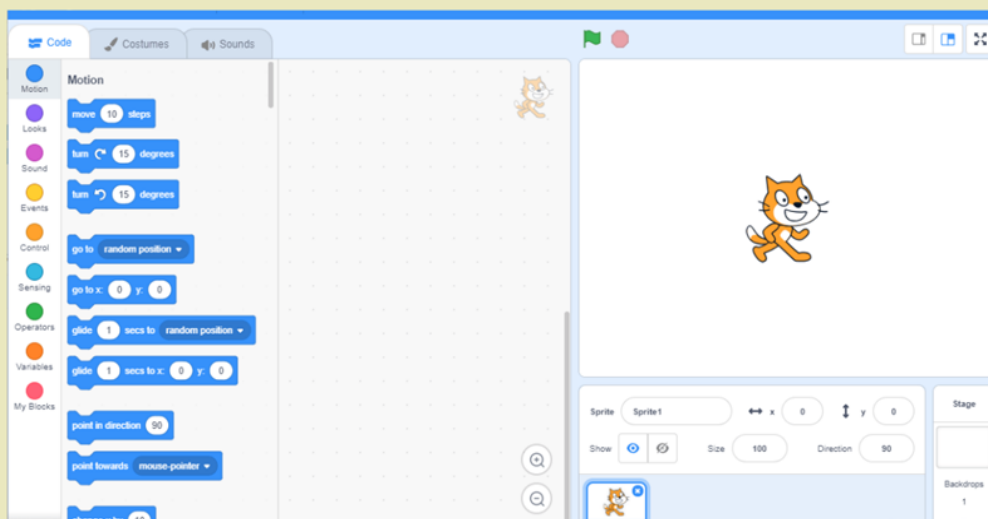 Code
Costumes
Sounds
Motion
Looks
Sound
Events
Control
Sensing
Operators
Variables
My Blocks
Motion
move 10 steps
turn 15 degrees
turn 15 degrees
go to random position
go to x: 0 y: 0
glide 1 secs to random position
glide 1 secs to x: 0 y: 0
point in direction 90
point towards mouse-pointer
10
Sprite Sprite1 x 0 y 0
Show Size 100 Direction 90
Stage
Backdrops
1